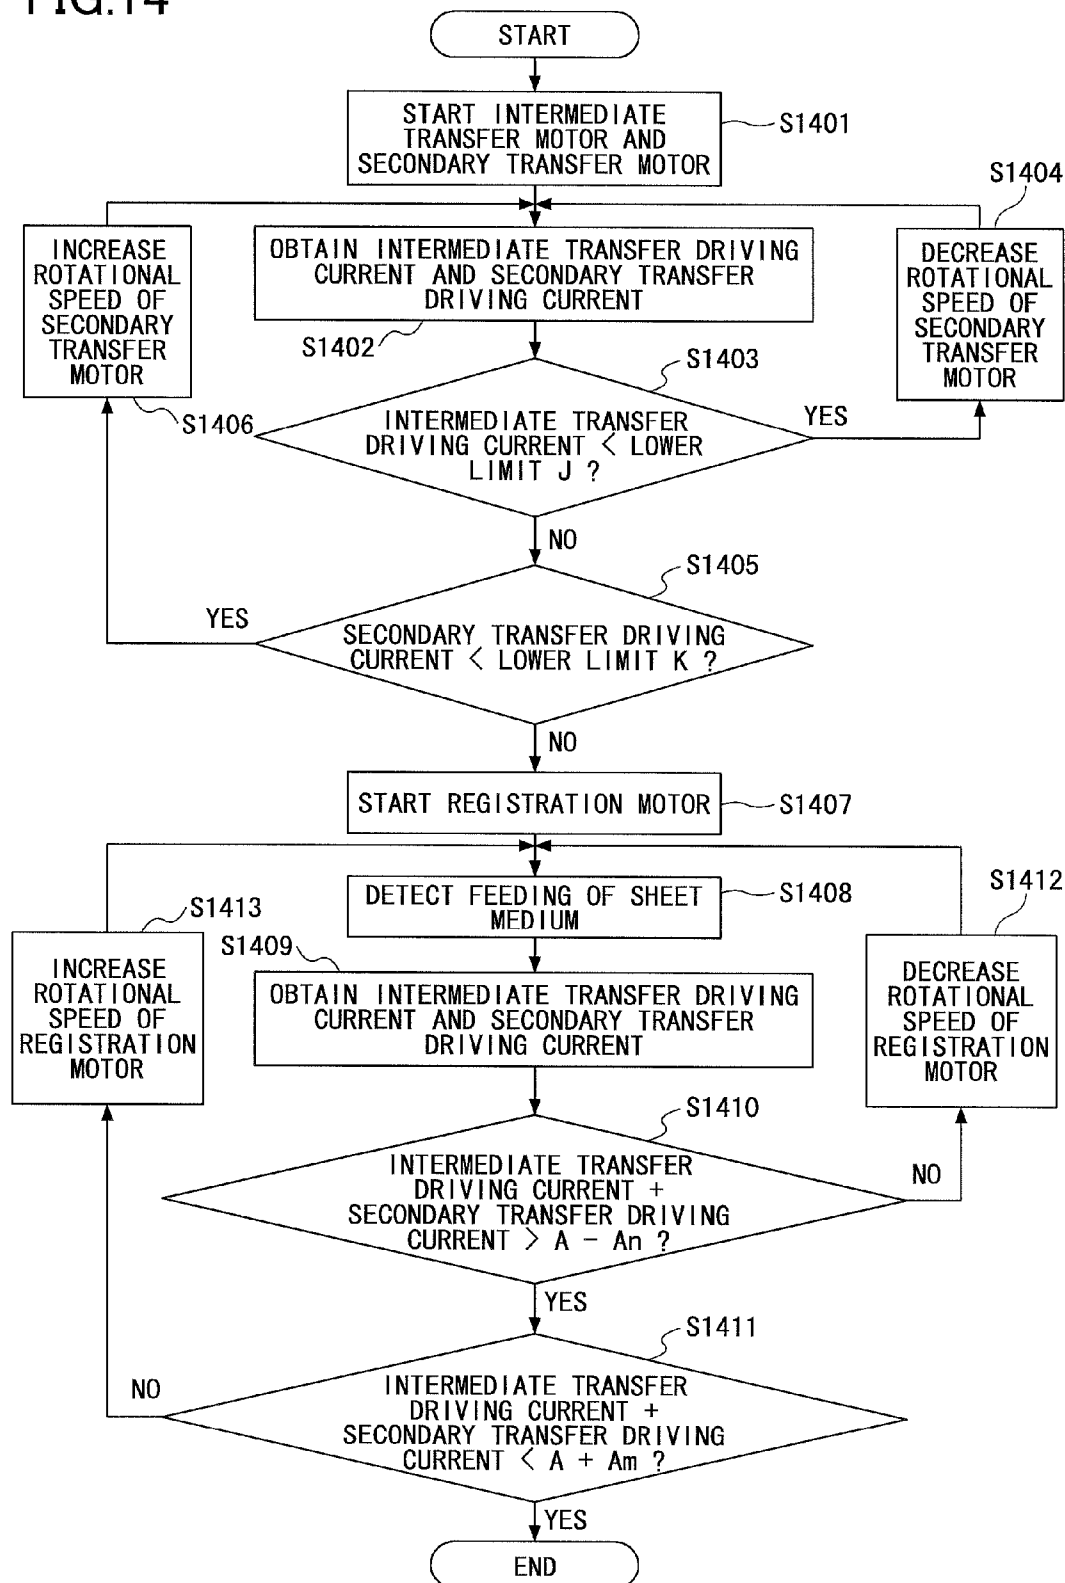 FIG.14
START
START INTERMEDIATE
TRANSFER MOTOR AND
SECONDARY TRANSFER MOTOR
S1401
S1404
INCREASE
ROTATIONAL
SPEED OF
SECONDARY
TRANSFER
MOTOR
S1406
OBTAIN INTERMEDIATE TRANSFER DRIVING
CURRENT AND SECONDARY TRANSFER
DRIVING CURRENT
S1402
DECREASE
ROTATIONAL
SPEED OF
SECONDARY
TRANSFER
MOTOR
S1403
INTERMEDIATE TRANSFER
DRIVING CURRENT < LOWER
LIMIT J ?
YES
NO
S1405
YES
SECONDARY TRANSFER DRIVING
CURRENT < LOWER LIMIT K ?
NO
START REGISTRATION MOTOR
S1407
DETECT FEEDING OF SHEET
MEDIUM
S1408
S1412
S1413
S1409
INCREASE
ROTATIONAL
SPEED OF
REGISTRATION
MOTOR
OBTAIN INTERMEDIATE TRANSFER DRIVING
CURRENT AND SECONDARY TRANSFER
DRIVING CURRENT
DECREASE
ROTATIONAL
SPEED OF
REGISTRATION
MOTOR
S1410
INTERMEDIATE TRANSFER
DRIVING CURRENT +
SECONDARY TRANSFER DRIVING
CURRENT > A - An ?
NO
YES
S1411
NO
INTERMEDIATE TRANSFER
DRIVING CURRENT +
SECONDARY TRANSFER DRIVING
CURRENT < A + Am ?
YES
END